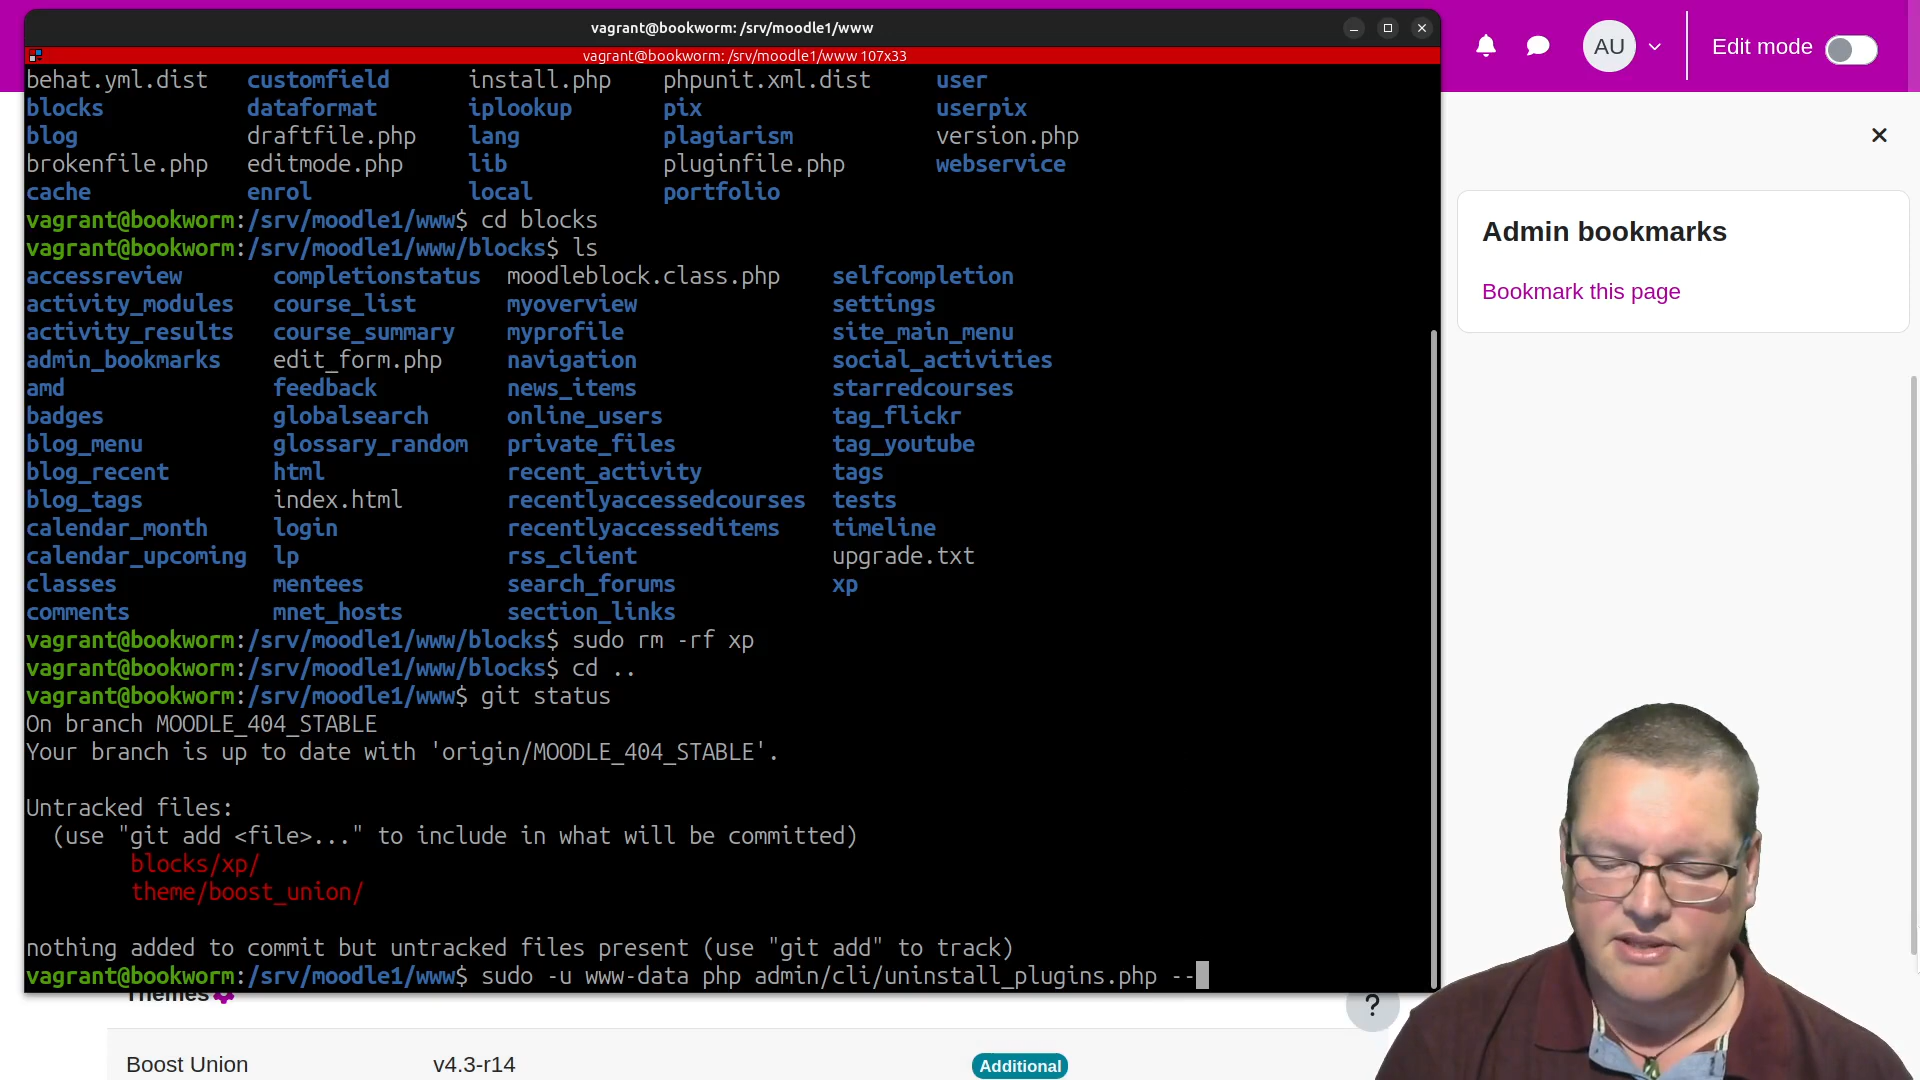 vagrant@bookworm: /srv/moodle1/www
vagrant@bookworm: /srv/moodle1/www 107x33
behat.yml.dist customfield install.php phpunit.xml.dist user
blocks dataformat iplookup pix userpix
blog draftfile.php lang plagiarism version.php
brokenfile.php editmode.php lib pluginfile.php webservice
cache enrol local portfolio
vagrant@bookworm:/srv/moodle1/www$ cd blocks
vagrant@bookworm:/srv/moodle1/www/blocks$ ls
accessreview completionstatus moodleblock.class.php selfcompletion
activity_modules course_list myoverview settings
activity_results course_summary myprofile site_main_menu
admin_bookmarks edit_form.php navigation social_activities
amd feedback news_items starredcourses
badges globalsearch online_users tag_flickr
blog_menu glossary_random private_files tag_youtube
blog_recent html recent_activity tags
blog_tags index.html recentlyaccessedcourses tests
calendar_month login recentlyaccesseditems timeline
calendar_upcoming lp rss_client upgrade.txt
classes mentees search_forums xp
comments mnet_hosts section_links
vagrant@bookworm:/srv/moodle1/www/blocks$ sudo rm -rf xp
vagrant@bookworm:/srv/moodle1/www/blocks$ cd ..
vagrant@bookworm:/srv/moodle1/www$ git status
On branch MOODLE_404_STABLE
Your branch is up to date with 'origin/MOODLE_404_STABLE'.
Untracked files:
(use "git add <file>..." to include in what will be committed)
blocks/xp/
theme/boost_union/
nothing added to commit but untracked files present (use "git add" to track)
vagrant@bookworm:/srv/moodle1/www$ sudo -u www-data php admin/cli/uninstall_plugins.php --
AU
Edit mode
Admin bookmarks
Bookmark this page
Themes
?
Boost Union v4.3-r14 Additional